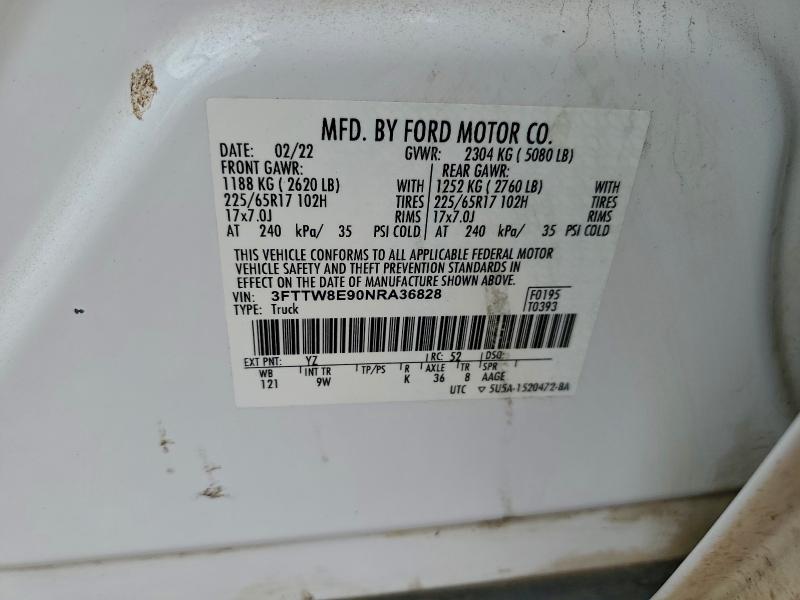 MFD. BY FORD MOTOR CO.
DATE: 02/22 GVWR: 2304 KG ( 5080 LB)
FRONT GAWR: REAR GAWR:
1188 KG ( 2620 LB) WITH 1252 KG ( 2760 LB) WITH
225/65R17 102H TIRES 225/65R17 102H TIRES
17x7.0J RIMS 17x7.0J RIMS
AT 240 kPa/ 35 PSI COLD AT 240 kPa/ 35 PSI COLD
THIS VEHICLE CONFORMS TO ALL APPLICABLE FEDERAL MOTOR
VEHICLE SAFETY AND THEFT PREVENTION STANDARDS IN
EFFECT ON THE DATE OF MANUFACTURE SHOWN ABOVE.
VIN: 3FTTW8E90NRA36828 F0195
TYPE: Truck T0393
EXT PNT: YZ RC: 52 DSO:
WB INT TR TP/PS R AXLE TR SPR
121 9W K 36 8 AAGE
UTC ▽ 5U5A-1520472-BA